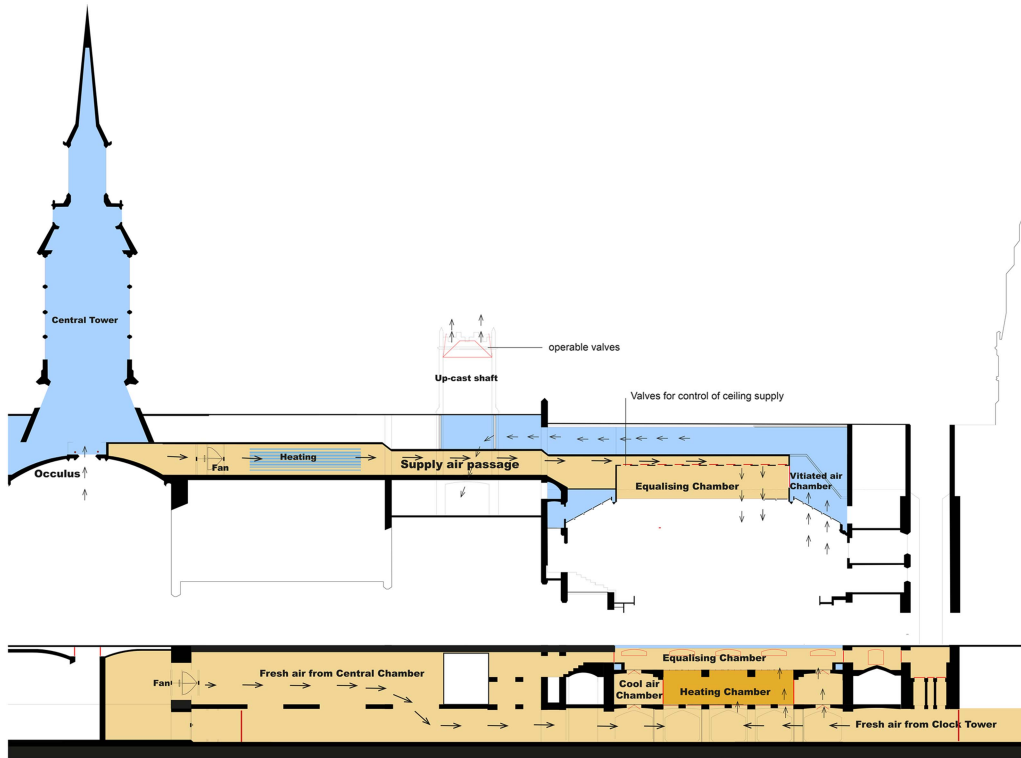 Central Tower
operable valves
Up-cast shaft
Valves for control of ceiling supply
Occulus
Fan
Heating
Supply air passage
Equalising Chamber
Vitiated air
Chamber
Equalising Chamber
Fresh air from Central Chamber
Fan
Cool air
Chamber
Heating Chamber
Fresh air from Clock Tower